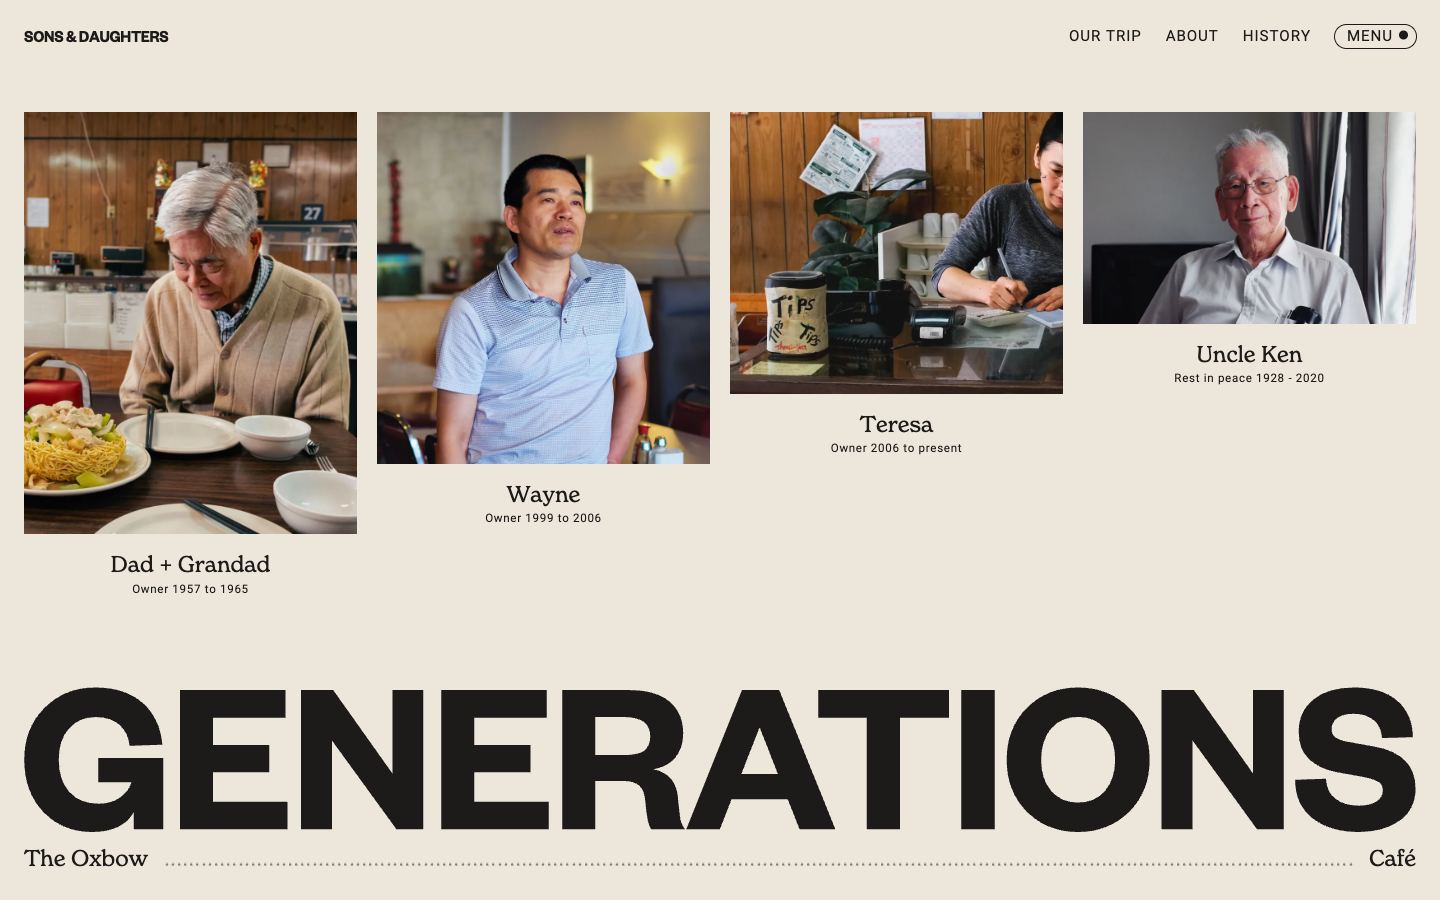 SONS & DAUGHTERS
OUR TRIP
ABOUT
HISTORY
MENU
27
TiPS
TiPS
TiPS
Dad + Grandad
Owner 1957 to 1965
Wayne
Owner 1999 to 2006
Teresa
Owner 2006 to present
Uncle Ken
Rest in peace 1928 - 2020
GENERATIONS
The Oxbow
Café